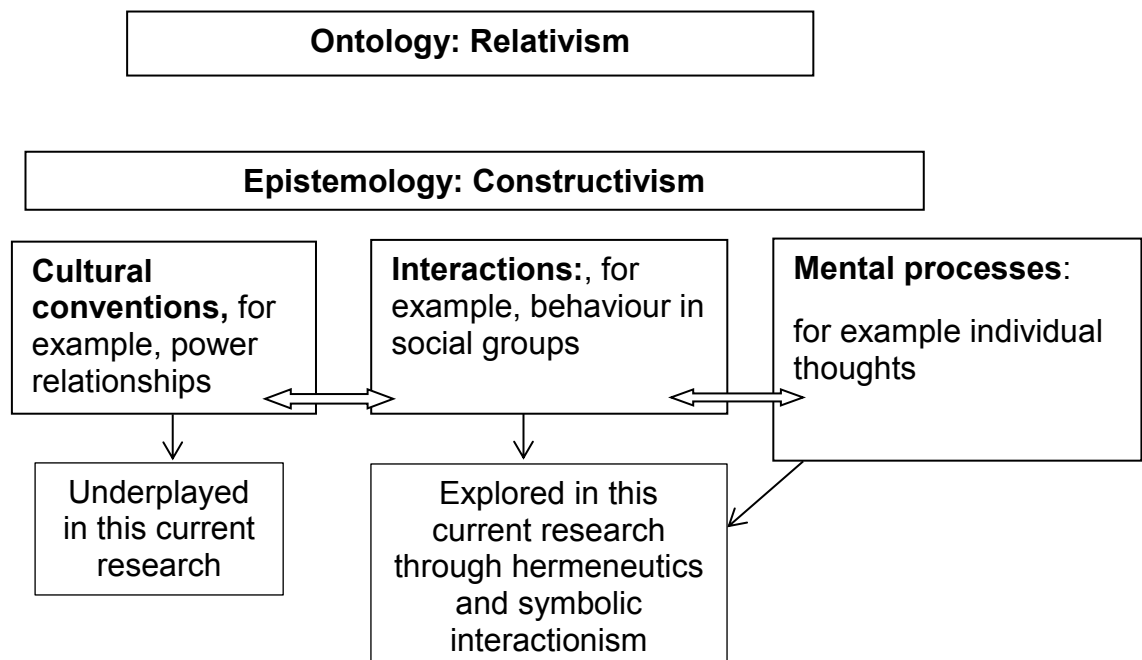 Ontology: Relativism
Epistemology: Constructivism
Cultural
conventions, for
example, power
relationships
Interactions:, for
example, behaviour in
social groups
Mental processes:
for example individual
thoughts
Underplayed
in this current
research
Explored in this
current research
through hermeneutics
and symbolic
interactionism